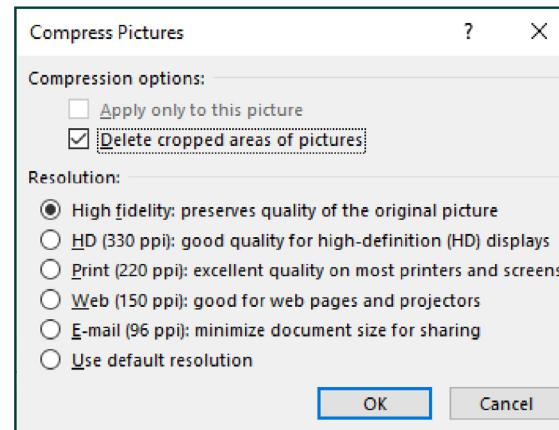 Compress Pictures ?
Compression options:
Apply only to this picture
Delete cropped areas of pictures
Resolution:
High fidelity: preserves quality of the original picture
HD (330 ppi): good quality for high-definition (HD) displays
Print (220 ppi): excellent quality on most printers and screens
Web (150 ppi): good for web pages and projectors
E-mail (96 ppi): minimize document size for sharing
Use default resolution
OK Cancel